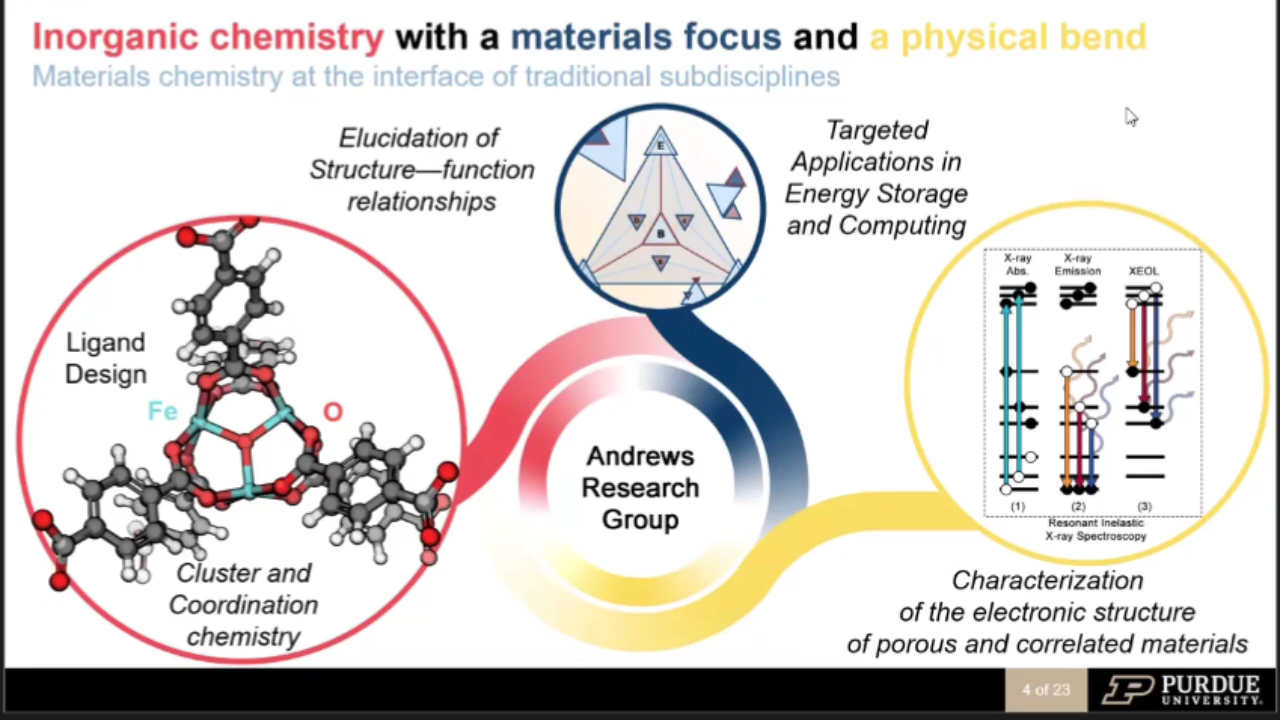 Inorganic chemistry with a materials focus and a physical bend
Materials chemistry at the interface of traditional subdisciplines
Elucidation of
Structure—function
relationships
E
B
Targeted
Applications in
Energy Storage
and Computing
Ligand
Design
Fe
O
Cluster and
Coordination
chemistry
Andrews
Research
Group
X-ray
Abs.
X-ray
Emission
XEOL
(1)
(2)
(3)
Resonant Inelastic
X-ray Spectroscopy
Characterization
of the electronic structure
of porous and correlated materials
4 of 23
PURDUE
UNIVERSITY.